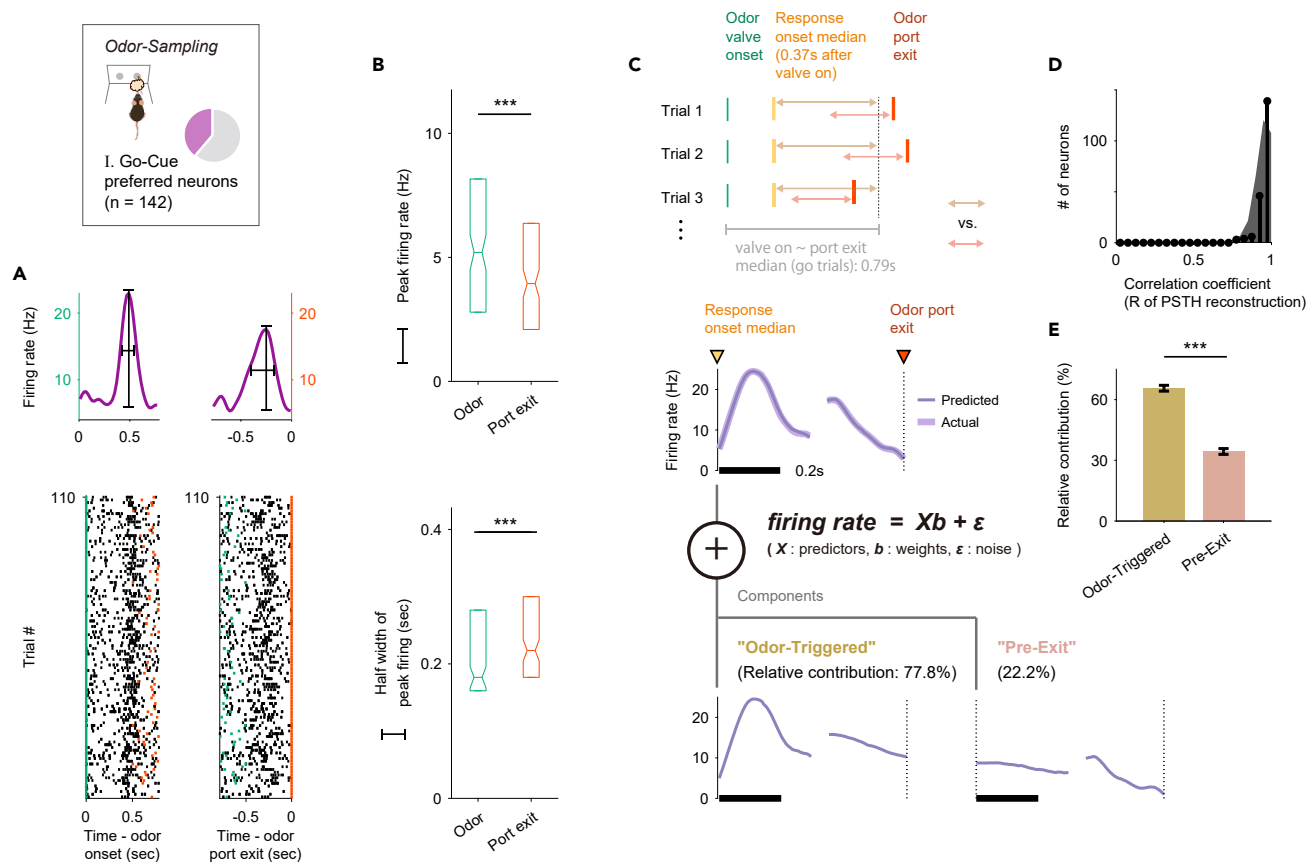 Odor-Sampling
I. Go-Cue
preferred neurons
(n = 142)
A
Firing rate (Hz)
20
10
20
10
0
0.5
-0.5
0
Trial #
110
110
0
0.5
-0.5
0
Time - odor
onset (sec)
Time - odor
port exit (sec)
B
***
Peak firing rate (Hz)
10
5
0
Odor
Port exit
***
Half width of
peak firing (sec)
0.4
0.2
0
Odor
Port exit
C
Odor
valve
onset
Response
onset median
(0.37s after
valve on)
Odor
port
exit
Trial 1
Trial 2
Trial 3
⋮
vs.
valve on ~ port exit
median (go trials): 0.79s
Response
onset median
Odor port
exit
Firing rate (Hz)
20
10
0
Predicted
Actual
0.2s
+
firing rate = Xb + ε
( X : predictors, b : weights, ε : noise )
Components
"Odor-Triggered"
(Relative contribution: 77.8%)
"Pre-Exit"
(22.2%)
20
10
0
D
# of neurons
100
0
0
0.5
1
Correlation coefficient
(R of PSTH reconstruction)
E
***
Relative contribution (%)
60
30
0
Odor-Triggered
Pre-Exit